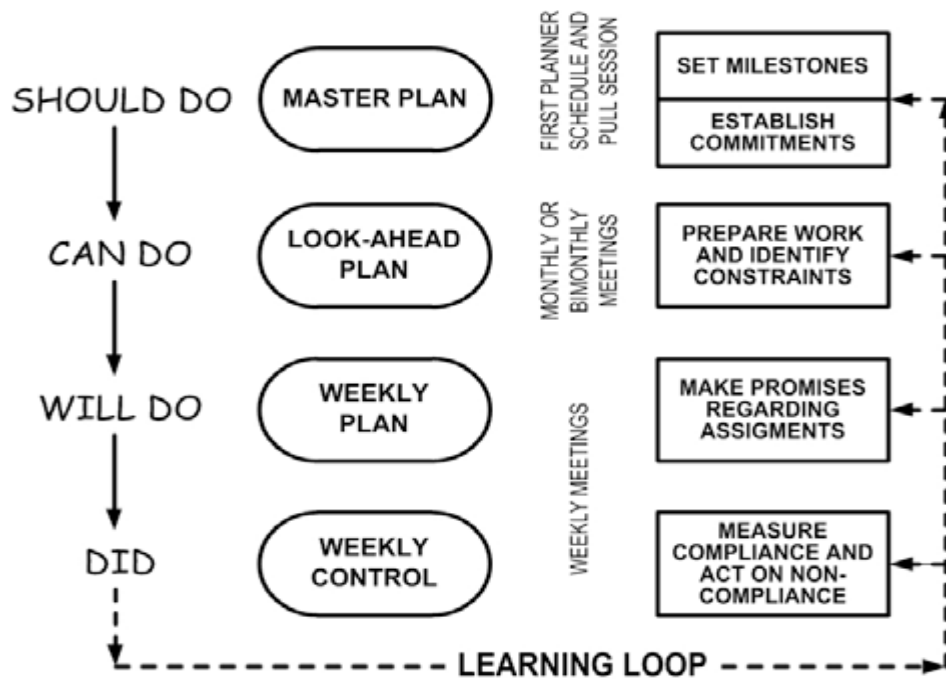 SHOULD DO
MASTER PLAN
FIRST PLANNER
SCHEDULE AND
PULL SESSION
SET MILESTONES
ESTABLISH
COMMITMENTS
CAN DO
LOOK-AHEAD
PLAN
MONTHLY OR
BIMONTHLY
MEETINGS
PREPARE WORK
AND IDENTIFY
CONSTRAINTS
WILL DO
WEEKLY
PLAN
WEEKLY MEETINGS
MAKE PROMISES
REGARDING
ASSIGMENTS
DID
WEEKLY
CONTROL
MEASURE
COMPLIANCE AND
ACT ON NON-
COMPLIANCE
LEARNING LOOP